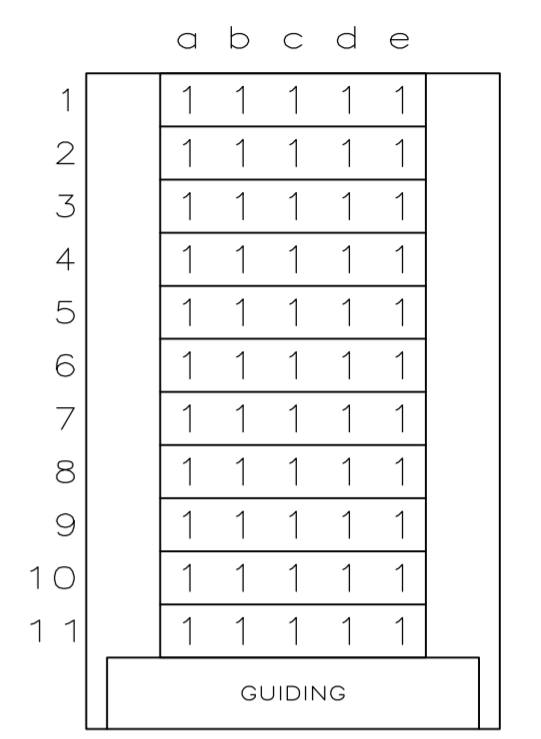 a b c d e
1 1 1 1 1 1
2 1 1 1 1 1
3 1 1 1 1 1
4 1 1 1 1 1
5 1 1 1 1 1
6 1 1 1 1 1
7 1 1 1 1 1
8 1 1 1 1 1
9 1 1 1 1 1
10 1 1 1 1 1
11 1 1 1 1 1
GUIDING